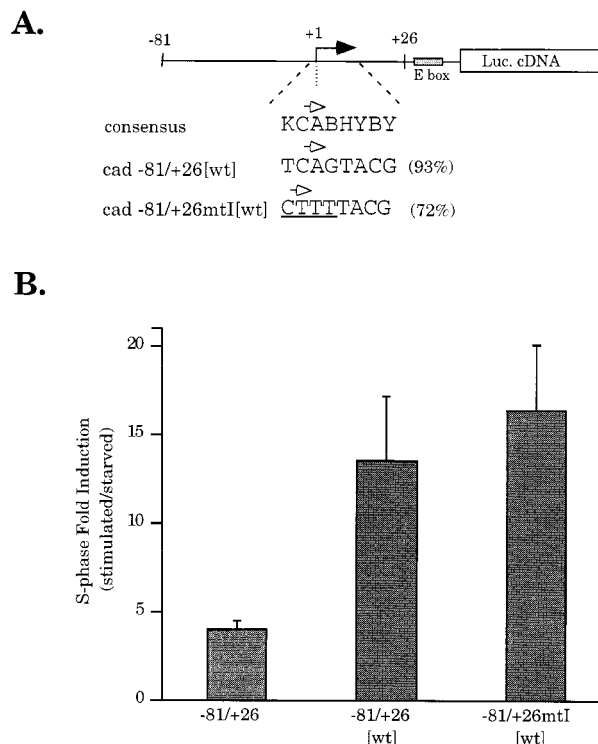 A.
-81
+1
+26
E box
Luc. cDNA
consensus KCABHYBY
cad -81/+26[wt] TCAGTACG (93%)
cad -81/+26mtI[wt] CTTTTACG (72%)
B.
S-phase Fold Induction
(stimulated/starved)
20
15
10
5
0
-81/+26
-81/+26
[wt]
-81/+26mtI
[wt]